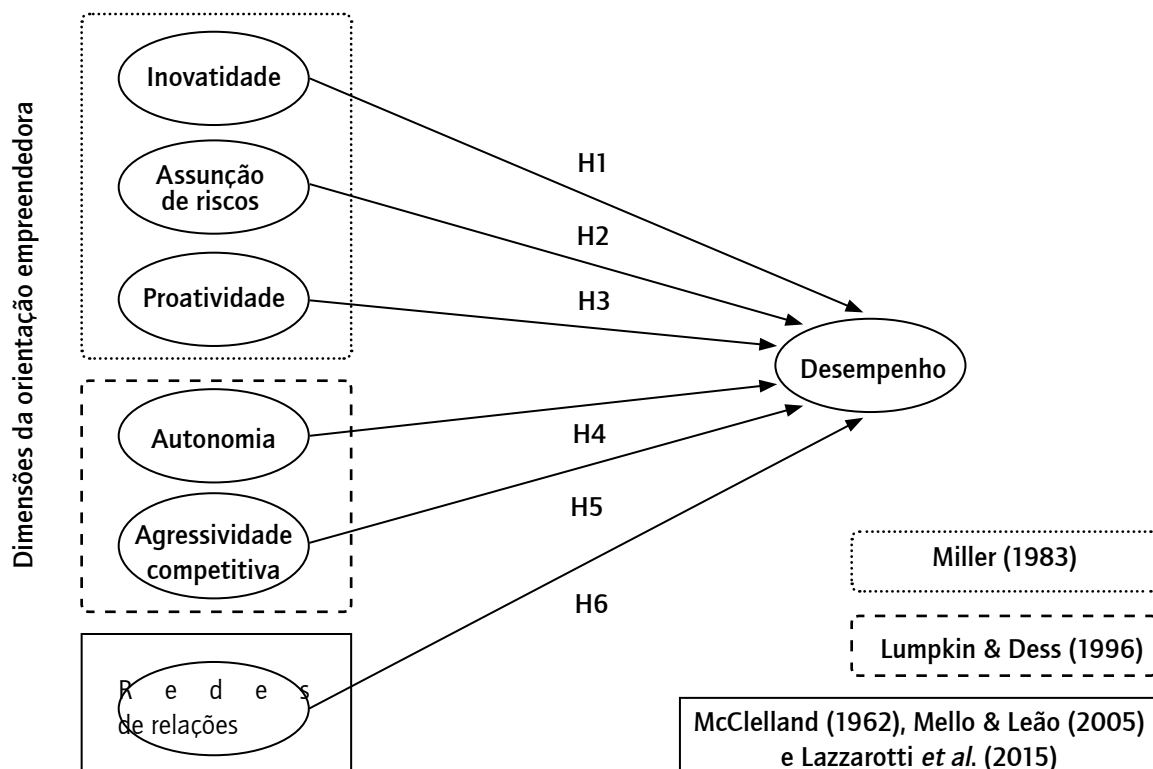 Dimensões da orientação empreendedora
Inovatidade
Assunção
de riscos
Proatividade
Autonomia
Agressividade
competitiva
Redes
de relações
H1
H2
H3
H4
H5
H6
Desempenho
Miller (1983)
Lumpkin & Dess (1996)
McClelland (1962), Mello & Leão (2005)
e Lazzarotti et al. (2015)